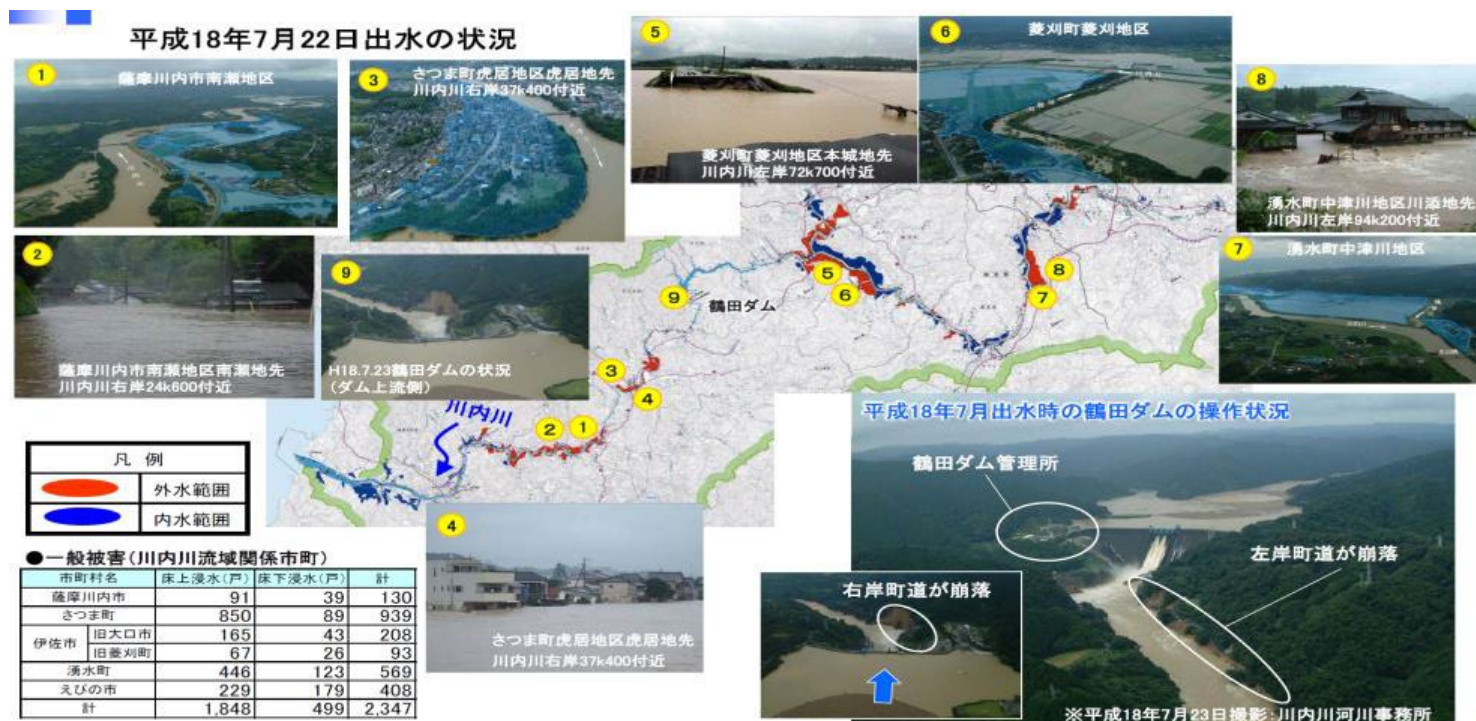 平成18年7月22日出水の状況
1
薩摩川内市南瀬地区
3
さつま町虎居地区虎居地先
川内川右岸37k400付近
5
菱刈町菱刈地区本城地先
川内川左岸72k700付近
6
菱刈町菱刈地区
8
湧水町中津川地区川添地先
川内川左岸94k200付近
2
薩摩川内市南瀬地区南瀬地先
川内川右岸24k600付近
9
H18.7.23鶴田ダムの状況
(ダム上流側)
7
湧水町中津川地区
5
6
8
7
9
鶴田ダム
3
4
川内川
2
1
凡 例
外水範囲
内水範囲
4
さつま町虎居地区虎居地先
川内川右岸37k400付近
●一般被害(川内川流域関係市町)
市町村名 床上浸水(戸) 床下浸水(戸) 計
薩摩川内市 91 39 130
さつま町 850 89 939
伊佐市 旧大口市 165 43 208
旧菱刈町 67 26 93
湧水町 446 123 569
えびの市 229 179 408
計 1,848 499 2,347
平成18年7月出水時の鶴田ダムの操作状況
鶴田ダム管理所
左岸町道が崩落
右岸町道が崩落
※平成18年7月23日撮影:川内川河川事務所